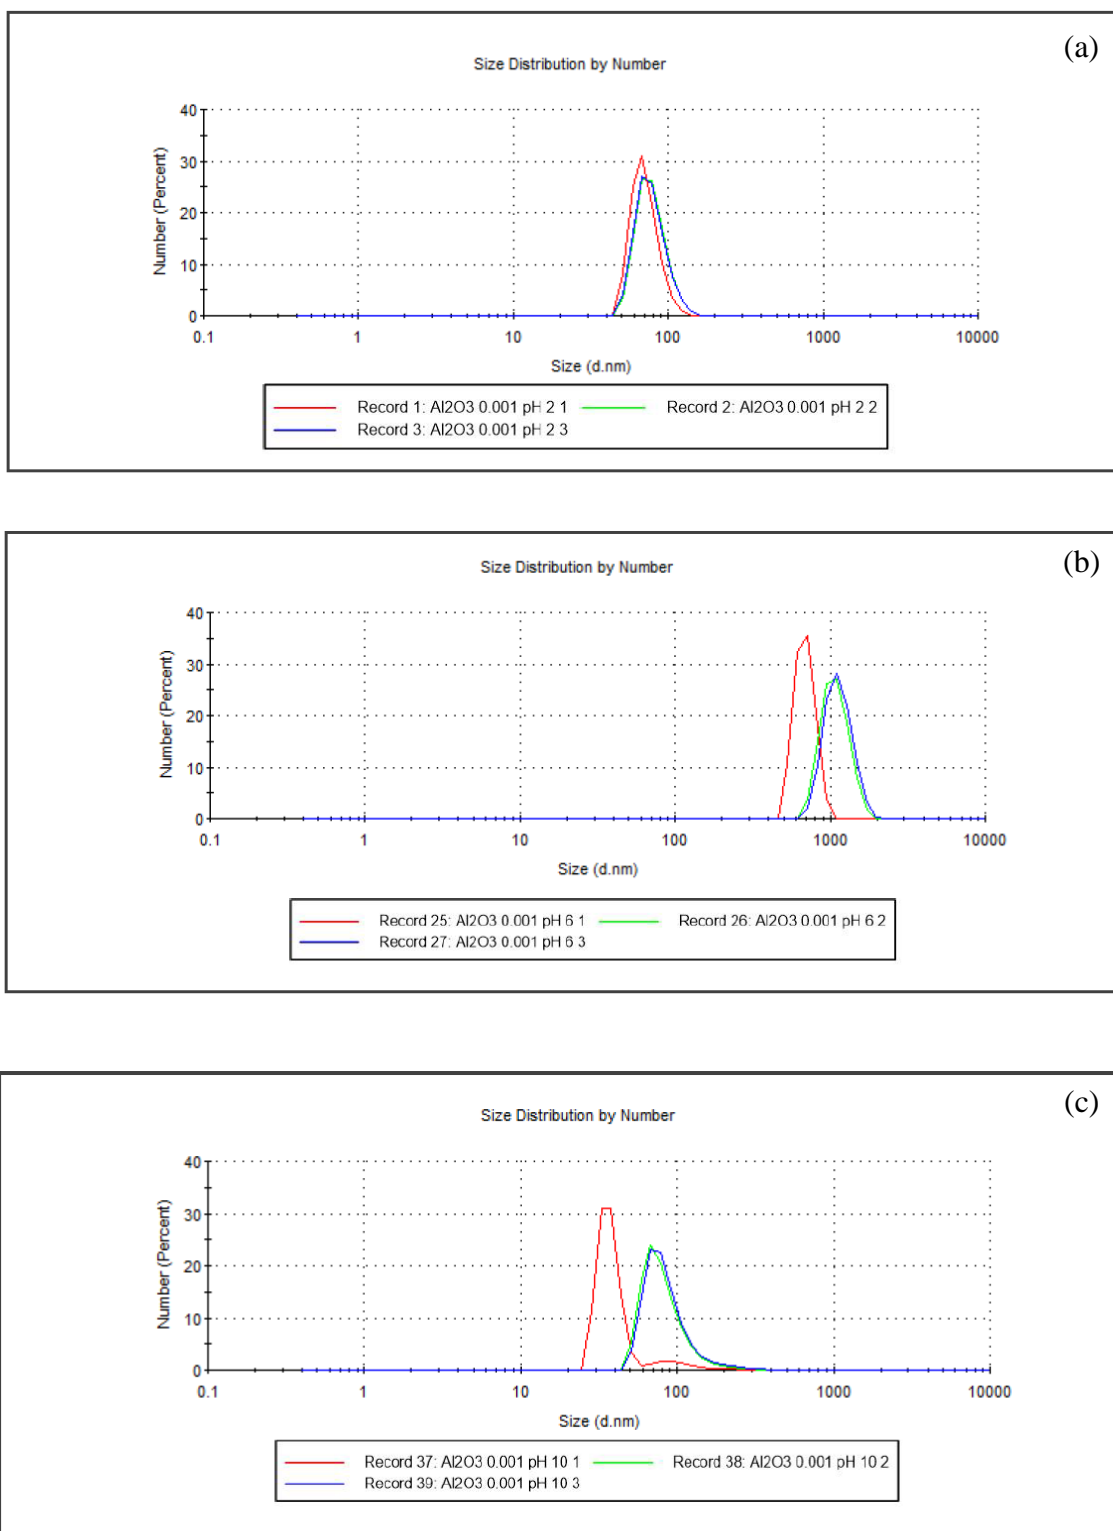 (a)
Size Distribution by Number
Number (Percent)
40
30
20
10
0
0.1 1 10 100 1000 10000
Size (d.nm)
Record 1: Al2O3 0.001 pH 2 1 Record 2: Al2O3 0.001 pH 2 2
Record 3: Al2O3 0.001 pH 2 3
(b)
Size Distribution by Number
Number (Percent)
40
30
20
10
0
0.1 1 10 100 1000 10000
Size (d.nm)
Record 25: Al2O3 0.001 pH 6 1 Record 26: Al2O3 0.001 pH 6 2
Record 27: Al2O3 0.001 pH 6 3
(c)
Size Distribution by Number
Number (Percent)
40
30
20
10
0
0.1 1 10 100 1000 10000
Size (d.nm)
Record 37: Al2O3 0.001 pH 10 1 Record 38: Al2O3 0.001 pH 10 2
Record 39: Al2O3 0.001 pH 10 3